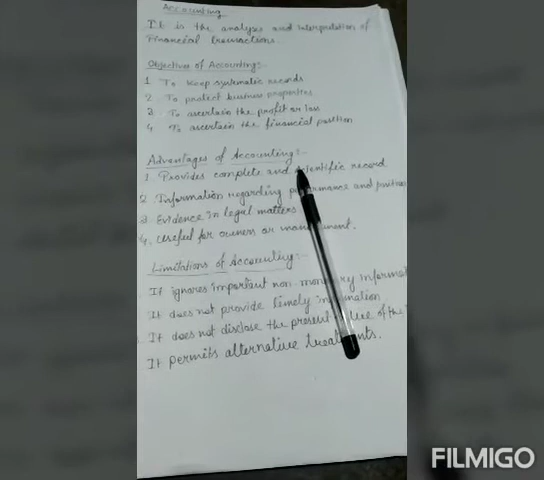 Accounting
It is the analysis and interpretation of
Financial transactions.
Objectives of Accounting:-
1 To keep systematic records
2 To protect business properties
3 To ascertain the profit or loss
4 To ascertain the financial position
Advantages of Accounting:-
1. Provides complete and scientific record
2. Information regarding performance and
3 Evidence in legal matters
4. Useful for owners or management.
Limitations of Accounting:-
It ignores important non-monetary
It does not provide timely information
It does not disclose the present value of the
It permits alternative treatments.
FILMIGO